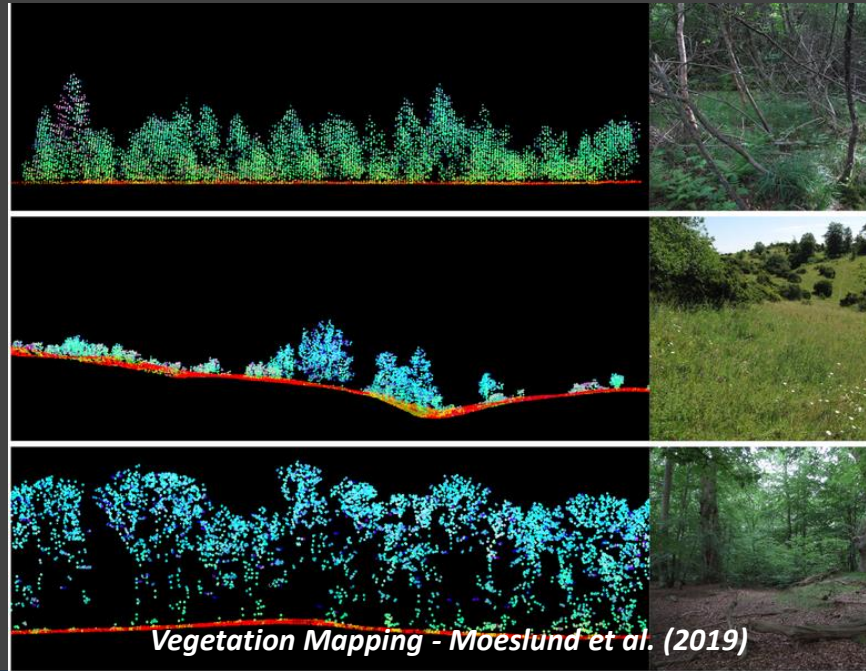 Vegetation Mapping - Moeslund et al. (2019)